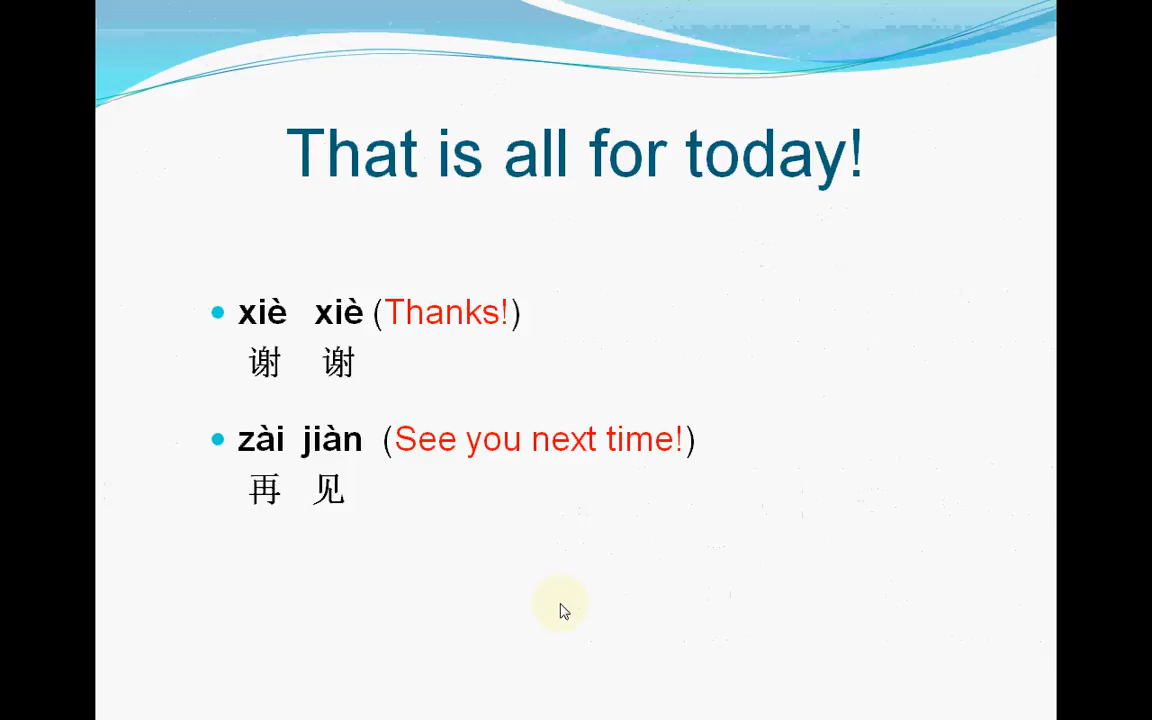 That is all for today!
xiè xiè (Thanks!)
谢 谢
zài jiàn (See you next time!)
再 见